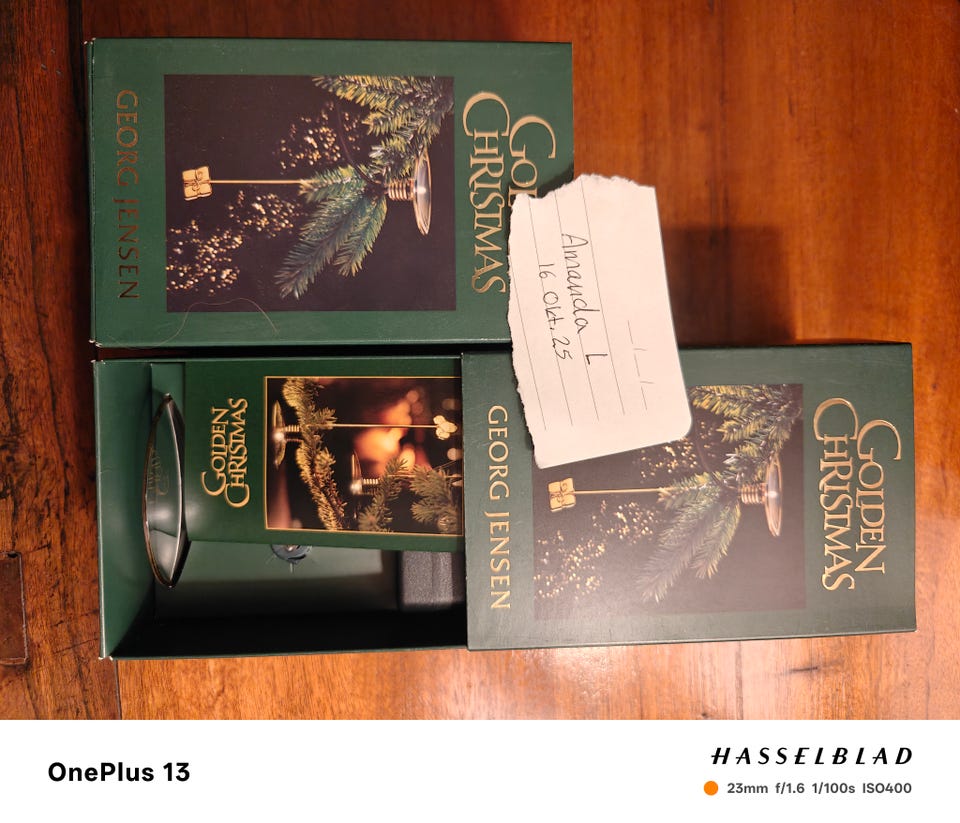 GOLDEN
CHRISTMAS
GEORG JENSEN
Amanda L
16 Okt. 25
GOLDEN
CHRISTMAS
GOLDEN
CHRISTMAS
GEORG JENSEN
OnePlus 13
HASSELBLAD
23mm f/1.6 1/100s ISO400